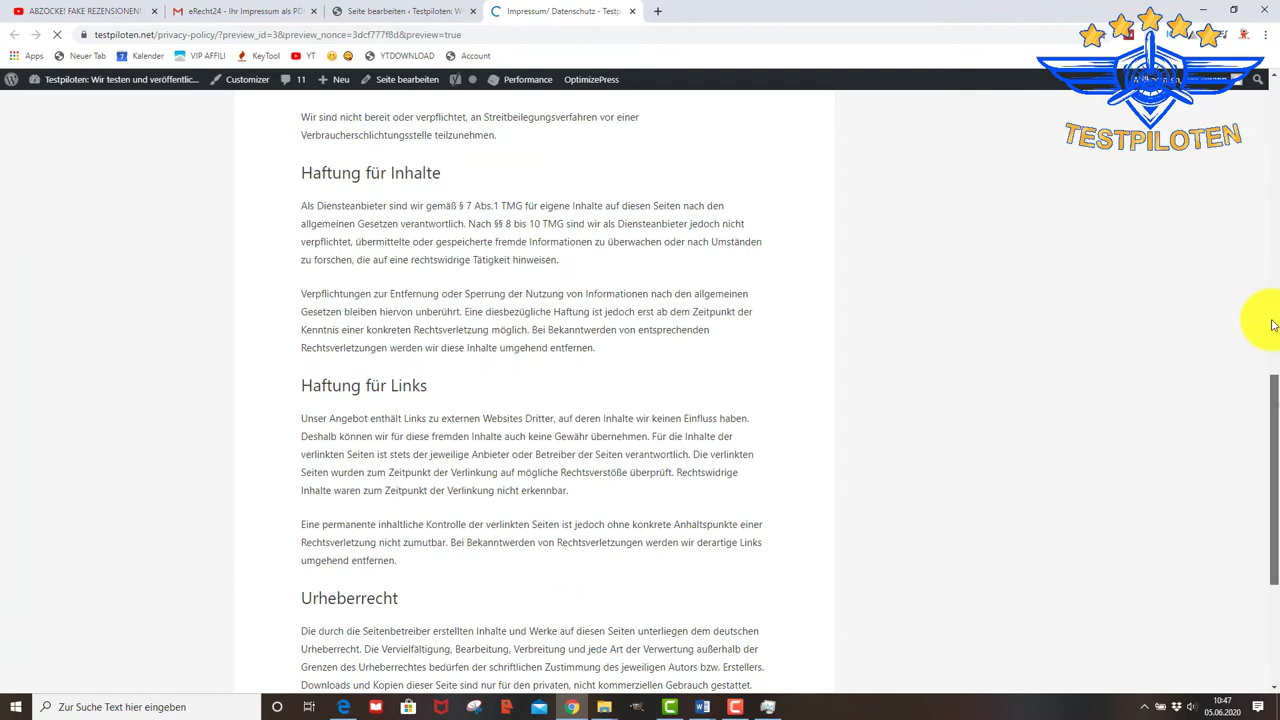 ABZOCKE! FAKE REZENSIONEN!
eRecht24 - Ihr Impressum als PD
Seite bearbeiten ‹ Testpiloten: W
Impressum/ Datenschutz - Testp
testpiloten.net/privacy-policy/?preview_id=3&preview_nonce=3dcf777f8d&preview=true
Apps
Neuer Tab
Kalender
VIP AFFILI
KeyTool
YT
YTDOWNLOAD
Account
Testpiloten: Wir testen und veröffentlic...
Customizer
11
Neu
Seite bearbeiten
Performance
OptimizePress
TESTPILOTEN
Wir sind nicht bereit oder verpflichtet, an Streitbeilegungsverfahren vor einer
Verbraucherschlichtungsstelle teilzunehmen.
Haftung für Inhalte
Als Diensteanbieter sind wir gemäß § 7 Abs.1 TMG für eigene Inhalte auf diesen Seiten nach den
allgemeinen Gesetzen verantwortlich. Nach §§ 8 bis 10 TMG sind wir als Diensteanbieter jedoch nicht
verpflichtet, übermittelte oder gespeicherte fremde Informationen zu überwachen oder nach Umständen
zu forschen, die auf eine rechtswidrige Tätigkeit hinweisen.
Verpflichtungen zur Entfernung oder Sperrung der Nutzung von Informationen nach den allgemeinen
Gesetzen bleiben hiervon unberührt. Eine diesbezügliche Haftung ist jedoch erst ab dem Zeitpunkt der
Kenntnis einer konkreten Rechtsverletzung möglich. Bei Bekanntwerden von entsprechenden
Rechtsverletzungen werden wir diese Inhalte umgehend entfernen.
Haftung für Links
Unser Angebot enthält Links zu externen Websites Dritter, auf deren Inhalte wir keinen Einfluss haben.
Deshalb können wir für diese fremden Inhalte auch keine Gewähr übernehmen. Für die Inhalte der
verlinkten Seiten ist stets der jeweilige Anbieter oder Betreiber der Seiten verantwortlich. Die verlinkten
Seiten wurden zum Zeitpunkt der Verlinkung auf mögliche Rechtsverstöße überprüft. Rechtswidrige
Inhalte waren zum Zeitpunkt der Verlinkung nicht erkennbar.
Eine permanente inhaltliche Kontrolle der verlinkten Seiten ist jedoch ohne konkrete Anhaltspunkte einer
Rechtsverletzung nicht zumutbar. Bei Bekanntwerden von Rechtsverletzungen werden wir derartige Links
umgehend entfernen.
Urheberrecht
Die durch die Seitenbetreiber erstellten Inhalte und Werke auf diesen Seiten unterliegen dem deutschen
Urheberrecht. Die Vervielfältigung, Bearbeitung, Verbreitung und jede Art der Verwertung außerhalb der
Grenzen des Urheberrechtes bedürfen der schriftlichen Zustimmung des jeweiligen Autors bzw. Erstellers.
Downloads und Kopien dieser Seite sind nur für den privaten, nicht kommerziellen Gebrauch gestattet.
Zur Suche Text hier eingeben
10:47
05.06.2020